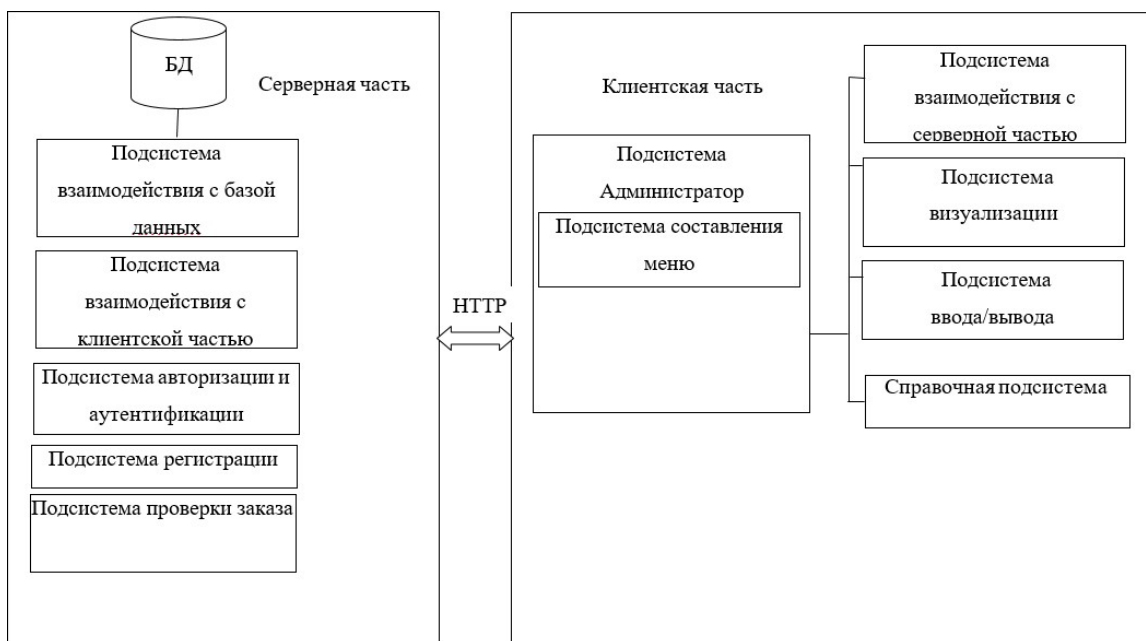 БД
Серверная часть
Подсистема
взаимодействия с базой
данных
Подсистема
взаимодействия с
клиентской частью
Подсистема авторизации и
аутентификации
Подсистема регистрации
Подсистема проверки заказа
HTTP
Клиентская часть
Подсистема
Администратор
Подсистема составления
меню
Подсистема
взаимодействия с
серверной частью
Подсистема
визуализации
Подсистема
ввода/вывода
Справочная подсистема